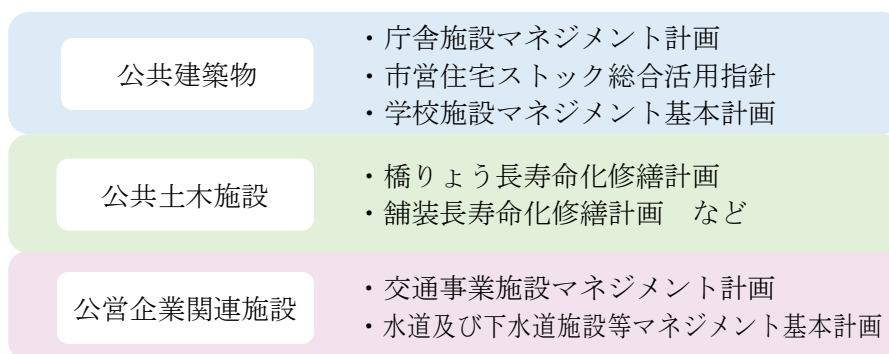 公共建築物
・庁舎施設マネジメント計画
・市営住宅ストック総合活用指針
・学校施設マネジメント基本計画
公共土木施設
・橋りょう長寿命化修繕計画
・舗装長寿命化修繕計画　など
公営企業関連施設
・交通事業施設マネジメント計画
・水道及び下水道施設等マネジメント基本計画